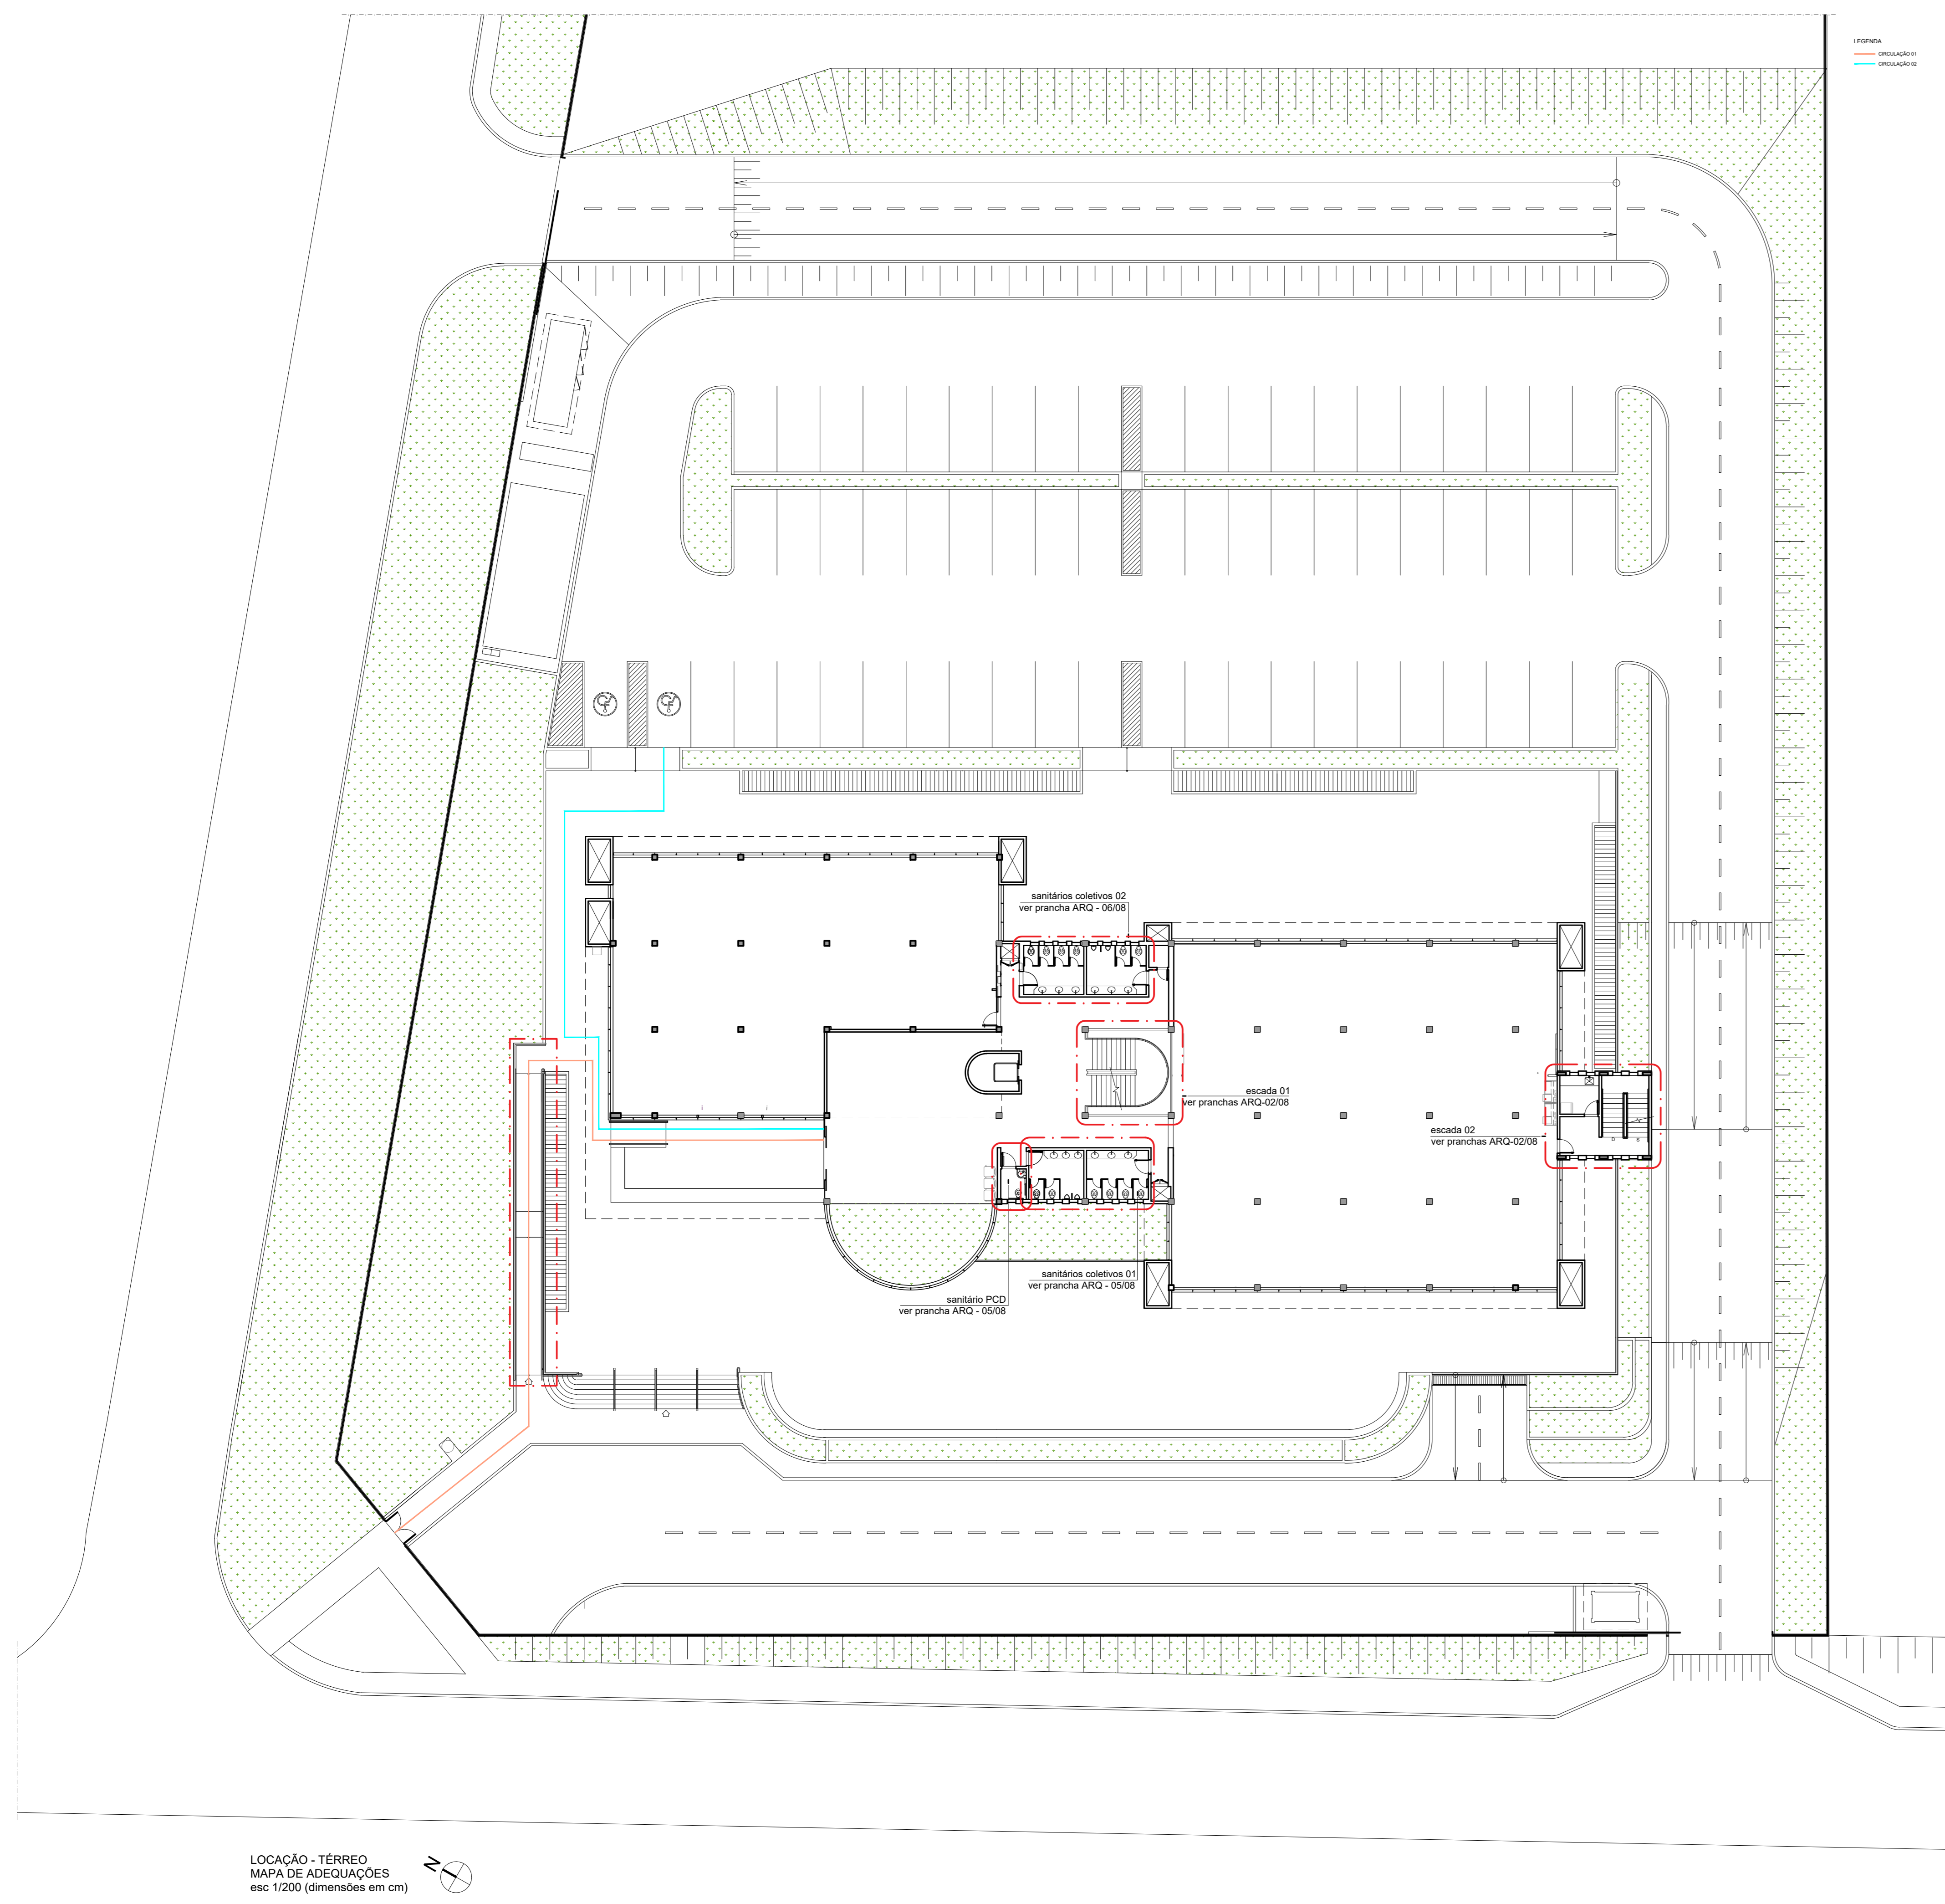 LEGENDA
CIRCULAÇÃO 01
CIRCULAÇÃO 02
sanitários coletivos 02
ver prancha ARQ - 06/08
escada 01
ver pranchas ARQ-02/08
escada 02
ver pranchas ARQ-02/08
D
S
sanitários coletivos 01
ver prancha ARQ - 05/08
sanitário PCD
ver prancha ARQ - 05/08
LOCAÇÃO - TÉRREO
MAPA DE ADEQUAÇÕES
esc 1/200 (dimensões em cm)
N